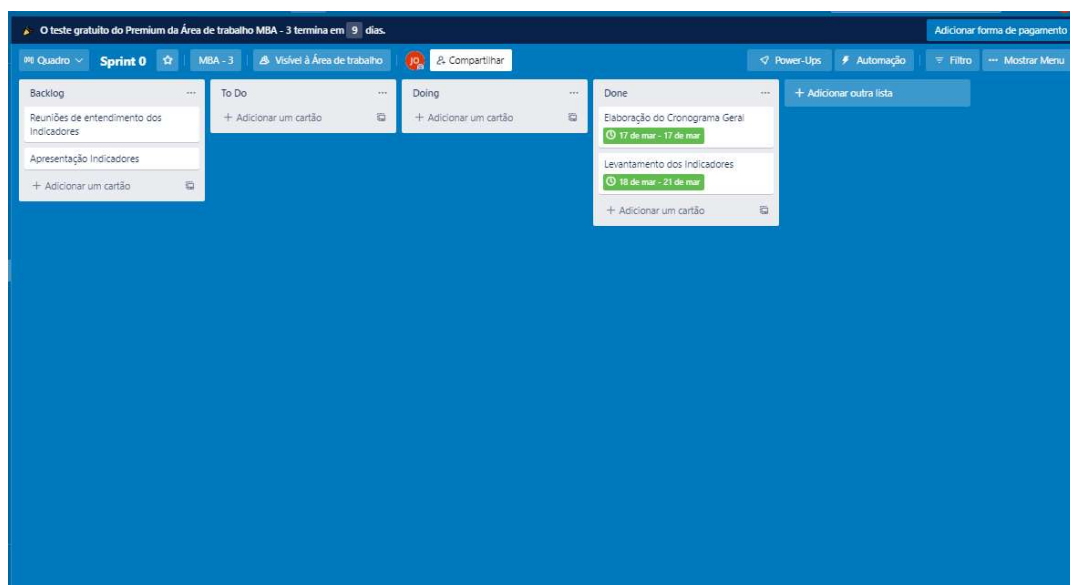 O teste gratuito do Premium da Área de trabalho MBA - 3 termina em 9 dias.
Adicionar forma de pagamento
Quadro
Sprint 0
MBA - 3
Visível à Área de trabalho
JO
Compartilhar
Power-Ups
Automação
Filtro
Mostrar Menu
Backlog
Reuniões de entendimento dos
Indicadores
Apresentação Indicadores
+ Adicionar um cartão
To Do
+ Adicionar um cartão
Doing
+ Adicionar um cartão
Done
Elaboração do Cronograma Geral
17 de mar - 17 de mar
Levantamento dos Indicadores
18 de mar - 21 de mar
+ Adicionar um cartão
+ Adicionar outra lista